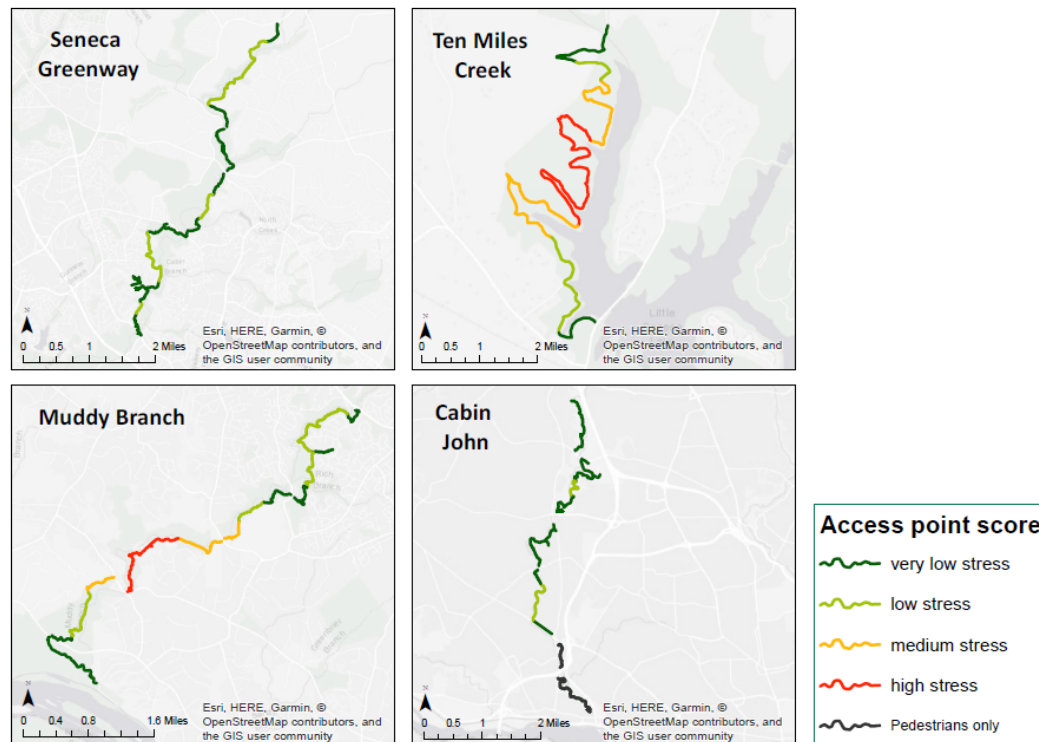 Seneca
Greenway
N
0 0.5 1 2 Miles
Esri, HERE, Garmin, ©
OpenStreetMap contributors, and
the GIS user community
Ten Miles
Creek
Little
N
0 0.5 1 2 Miles
Esri, HERE, Garmin, ©
OpenStreetMap contributors, and
the GIS user community
Muddy Branch
Muddy
Branch
N
0 0.4 0.8 1.6 Miles
Esri, HERE, Garmin, ©
OpenStreetMap contributors, and
the GIS user community
Cabin
John
N
0 0.5 1 2 Miles
Esri, HERE, Garmin, ©
OpenStreetMap contributors, and
the GIS user community
Access point score
very low stress
low stress
medium stress
high stress
Pedestrians only